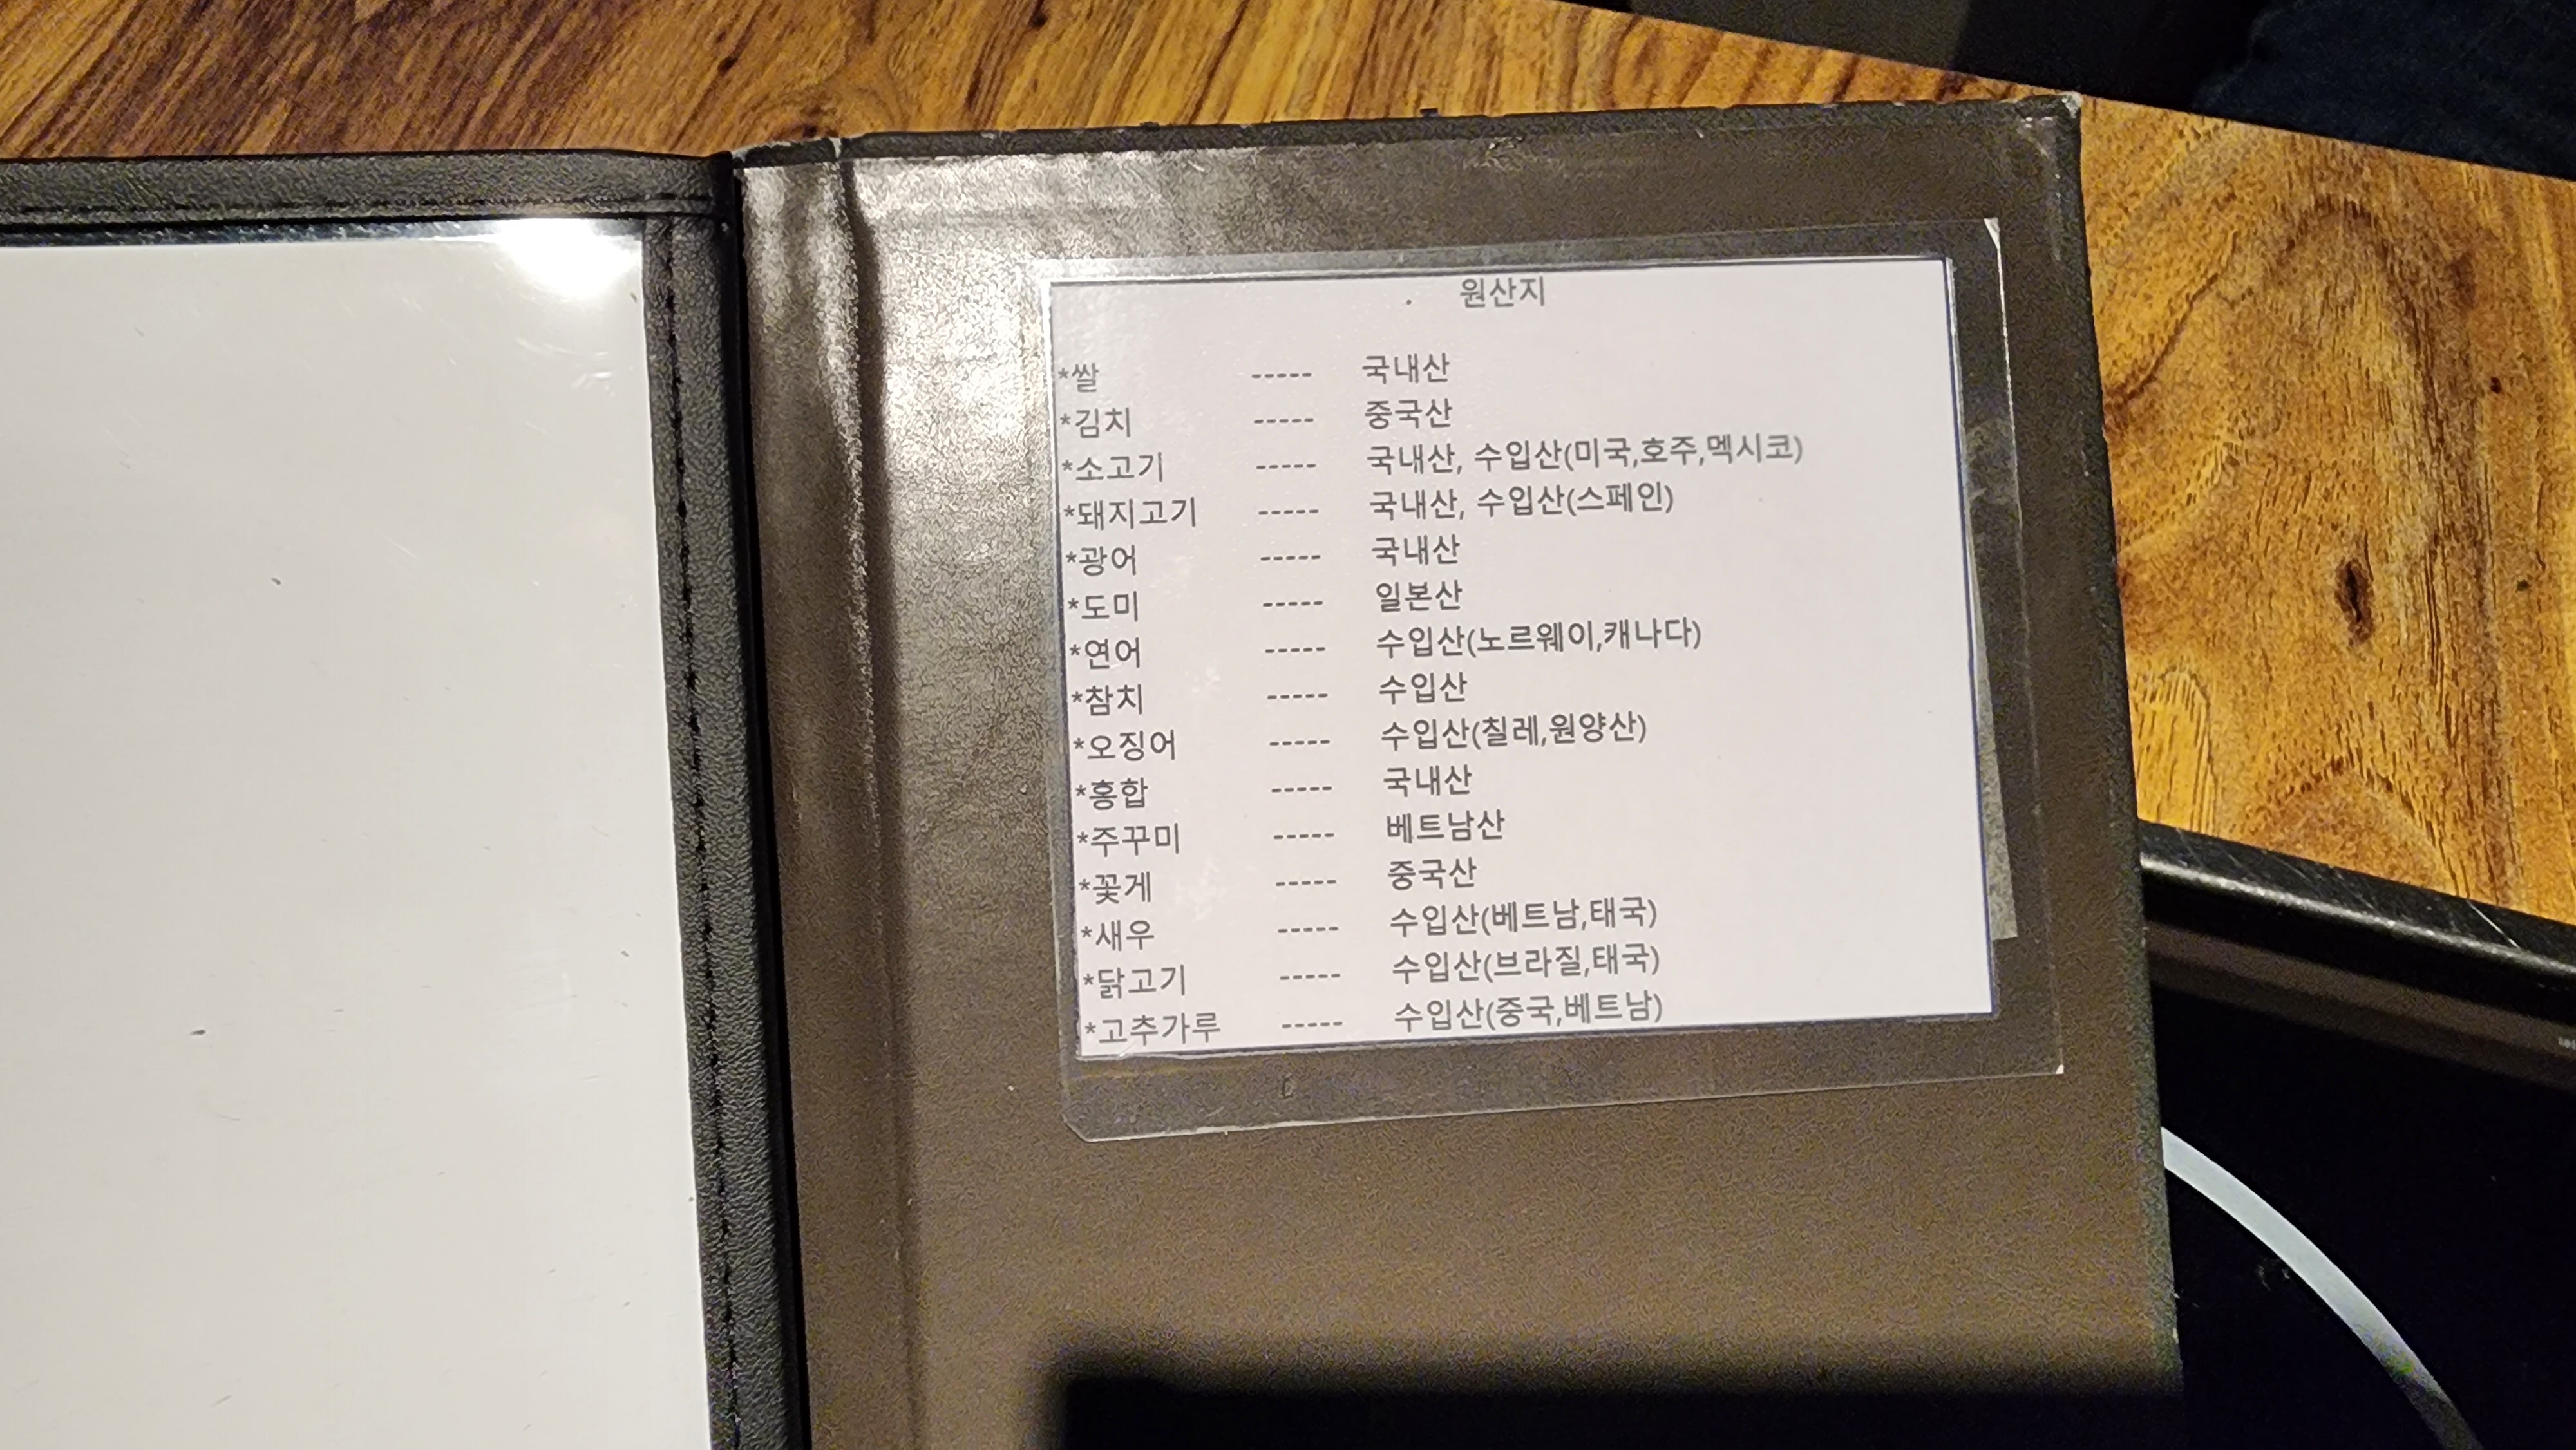 원산지
*쌀 ----- 국내산
*김치 ----- 중국산
*소고기 ----- 국내산, 수입산(미국,호주,멕시코)
*돼지고기 ----- 국내산, 수입산(스페인)
*광어 ----- 국내산
*도미 ----- 일본산
*연어 ----- 수입산(노르웨이,캐나다)
*참치 ----- 수입산
*오징어 ----- 수입산(칠레,원양산)
*홍합 ----- 국내산
*주꾸미 ----- 베트남산
*꽃게 ----- 중국산
*새우 ----- 수입산(베트남,태국)
*닭고기 ----- 수입산(브라질,태국)
*고추가루 ----- 수입산(중국,베트남)